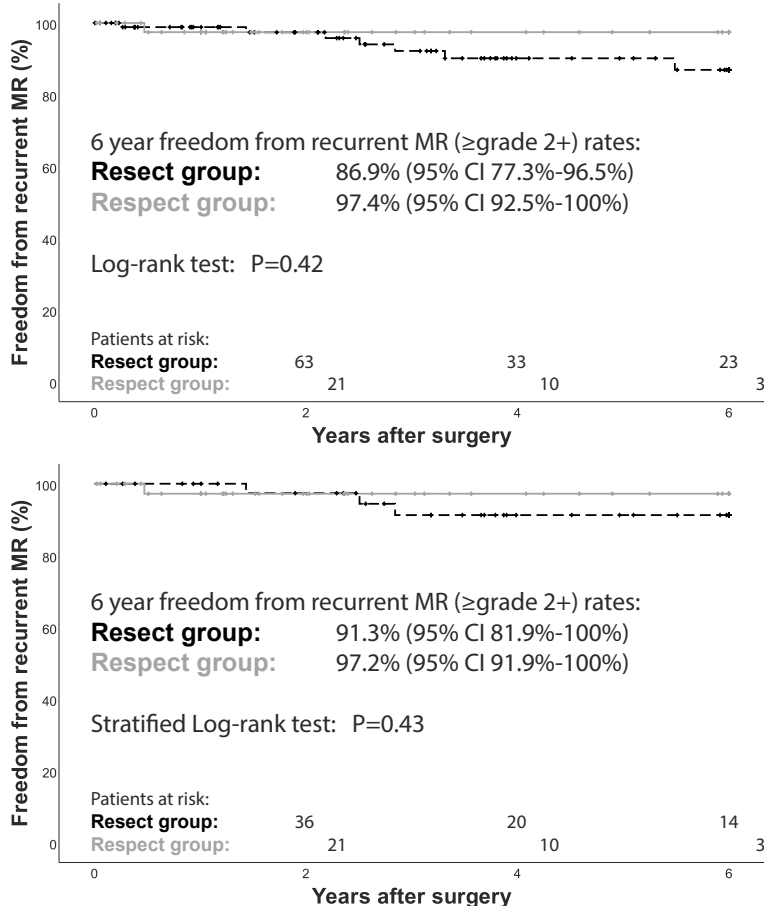 Freedom from recurrent MR (%)
100
80
60
40
20
0
6 year freedom from recurrent MR (≥grade 2+) rates:
Resect group: 86.9% (95% CI 77.3%-96.5%)
Respect group: 97.4% (95% CI 92.5%-100%)
Log-rank test: P=0.42
Patients at risk:
Resect group: 63 33 23
Respect group: 21 10 3
0 2 4 6
Years after surgery
Freedom from recurrent MR (%)
100
80
60
40
20
0
6 year freedom from recurrent MR (≥grade 2+) rates:
Resect group: 91.3% (95% CI 81.9%-100%)
Respect group: 97.2% (95% CI 91.9%-100%)
Stratified Log-rank test: P=0.43
Patients at risk:
Resect group: 36 20 14
Respect group: 21 10 3
0 2 4 6
Years after surgery